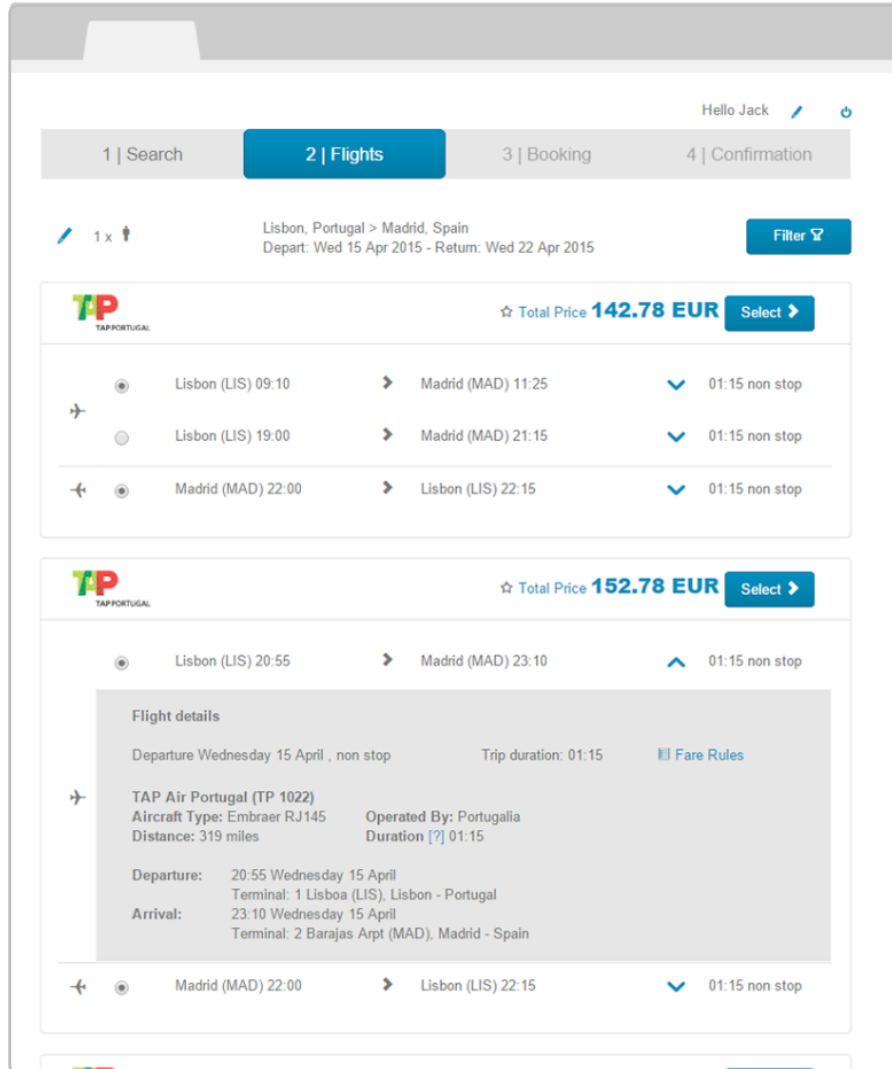 Hello Jack
1 | Search
2 | Flights
3 | Booking
4 | Confirmation
1 x
Lisbon, Portugal > Madrid, Spain
Depart: Wed 15 Apr 2015 - Return: Wed 22 Apr 2015
Filter
TAP
TAP PORTUGAL
Total Price 142.78 EUR
Select
Lisbon (LIS) 09:10 Madrid (MAD) 11:25 01:15 non stop
Lisbon (LIS) 19:00 Madrid (MAD) 21:15 01:15 non stop
Madrid (MAD) 22:00 Lisbon (LIS) 22:15 01:15 non stop
TAP
TAP PORTUGAL
Total Price 152.78 EUR
Select
Lisbon (LIS) 20:55 Madrid (MAD) 23:10 01:15 non stop
Flight details
Departure Wednesday 15 April , non stop Trip duration: 01:15 Fare Rules
TAP Air Portugal (TP 1022)
Aircraft Type: Embraer RJ145 Operated By: Portugalia
Distance: 319 miles Duration [?] 01:15
Departure: 20:55 Wednesday 15 April
Terminal: 1 Lisboa (LIS), Lisbon - Portugal
Arrival: 23:10 Wednesday 15 April
Terminal: 2 Barajas Arpt (MAD), Madrid - Spain
Madrid (MAD) 22:00 Lisbon (LIS) 22:15 01:15 non stop